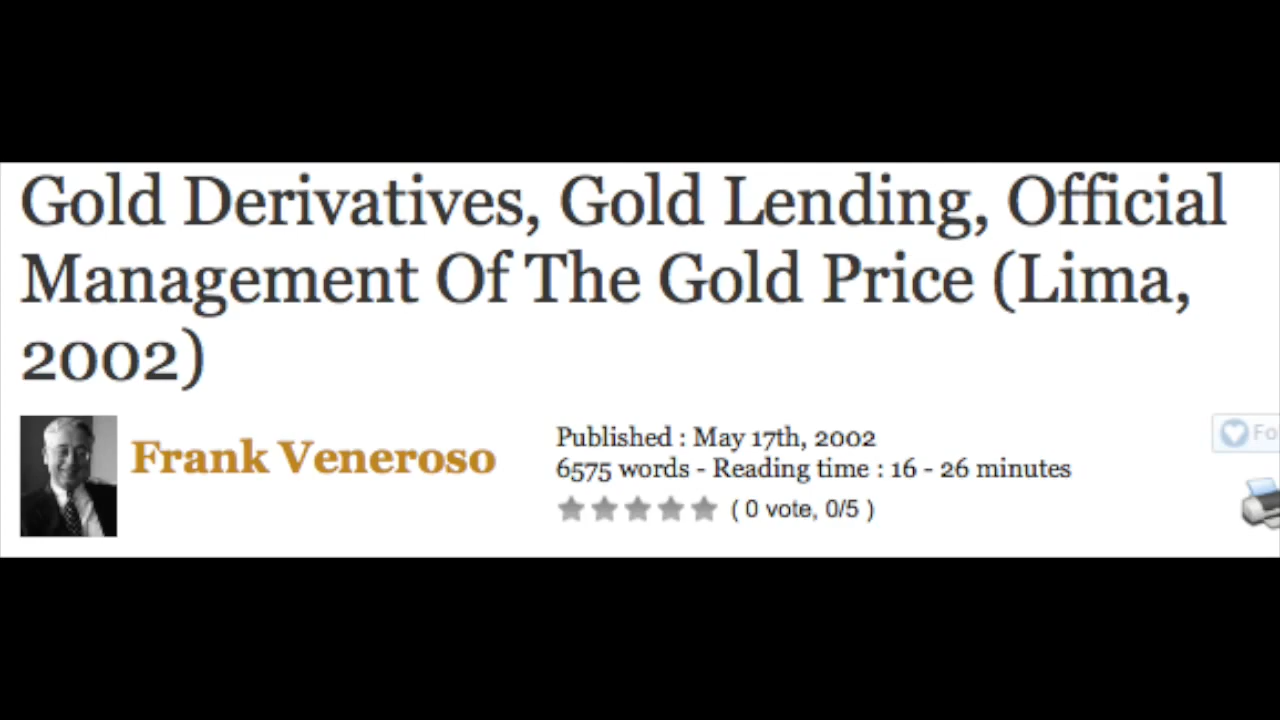 Gold Derivatives, Gold Lending, Official
Management Of The Gold Price (Lima,
2002)
Frank Veneroso
Published : May 17th, 2002
6575 words - Reading time : 16 - 26 minutes
( 0 vote, 0/5 )
Fo